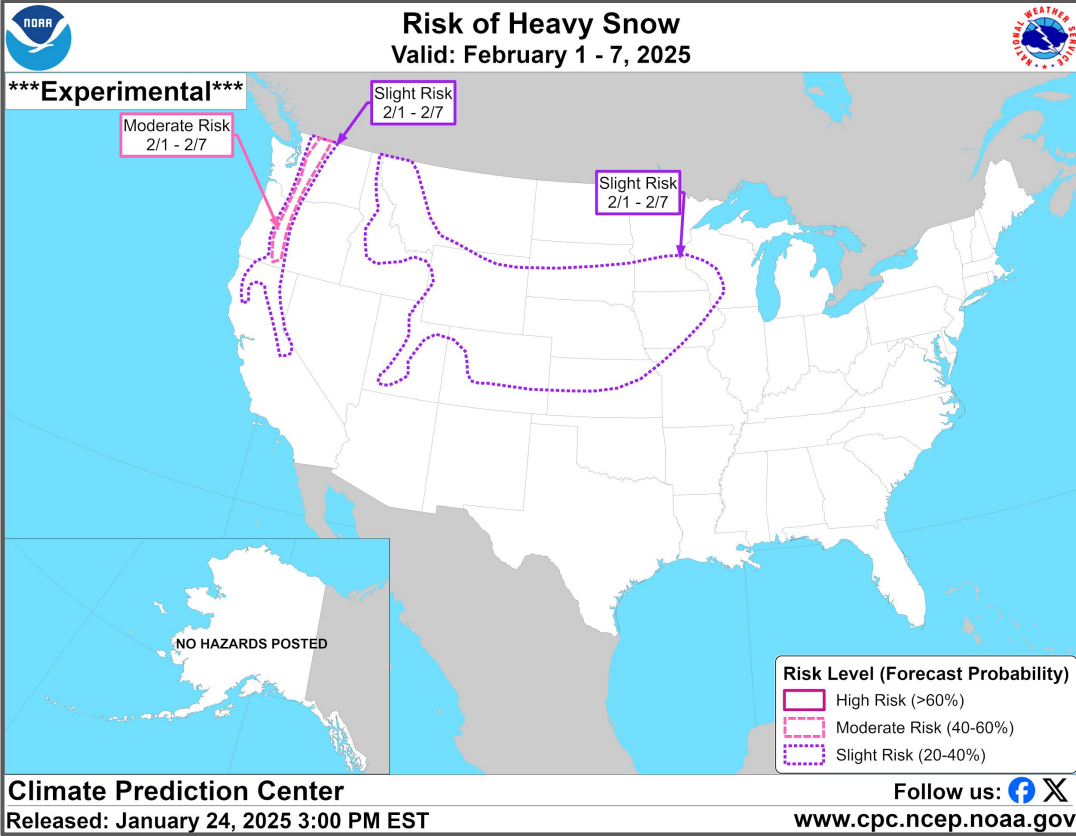 NOAA
Risk of Heavy Snow
Valid: February 1 - 7, 2025
NATIONAL WEATHER SERVICE
***Experimental***
Slight Risk
2/1 - 2/7
Moderate Risk
2/1 - 2/7
Slight Risk
2/1 - 2/7
NO HAZARDS POSTED
Risk Level (Forecast Probability)
High Risk (>60%)
Moderate Risk (40-60%)
Slight Risk (20-40%)
Climate Prediction Center
Follow us:
Released: January 24, 2025 3:00 PM EST
www.cpc.ncep.noaa.gov